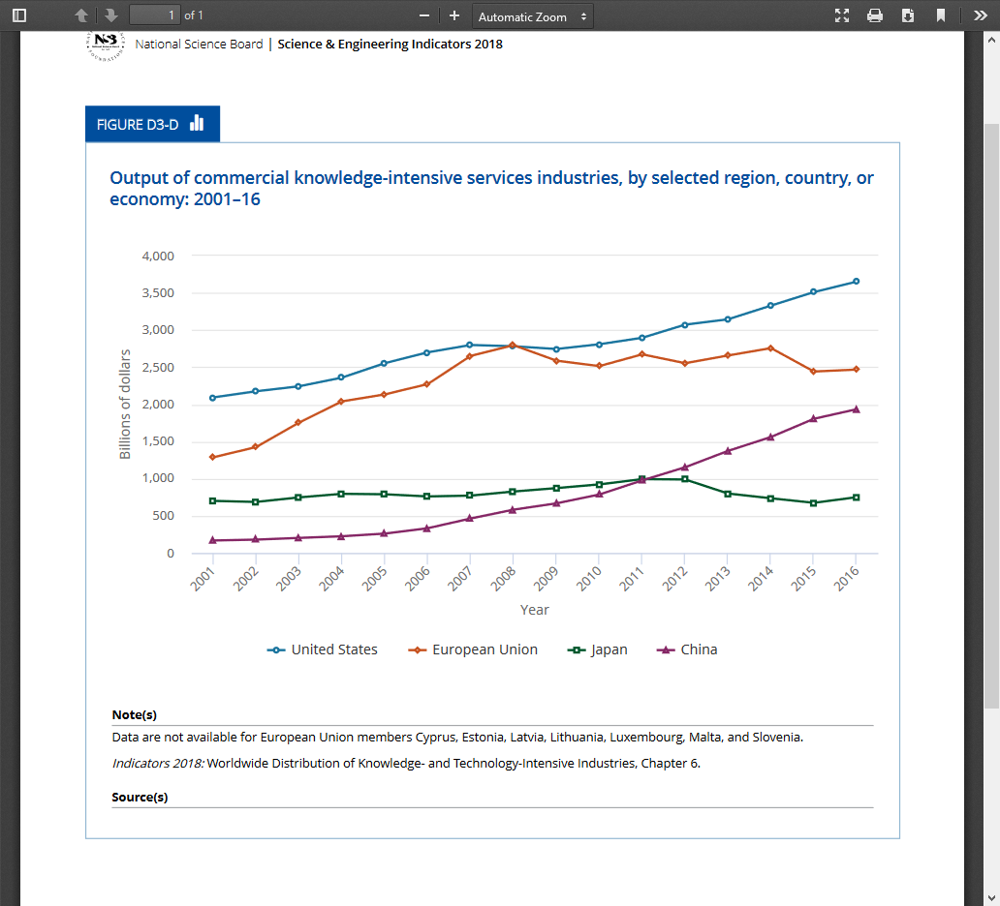 1 of 1
Automatic Zoom
NSB
National Science Board | Science & Engineering Indicators 2018
FIGURE D3-D
Output of commercial knowledge-intensive services industries, by selected region, country, or
economy: 2001–16
4,000
3,500
3,000
2,500
2,000
1,500
1,000
500
0
Billions of dollars
2001 2002 2003 2004 2005 2006 2007 2008 2009 2010 2011 2012 2013 2014 2015 2016
Year
United States European Union Japan China
Note(s)
Data are not available for European Union members Cyprus, Estonia, Latvia, Lithuania, Luxembourg, Malta, and Slovenia.
Indicators 2018: Worldwide Distribution of Knowledge- and Technology-Intensive Industries, Chapter 6.
Source(s)